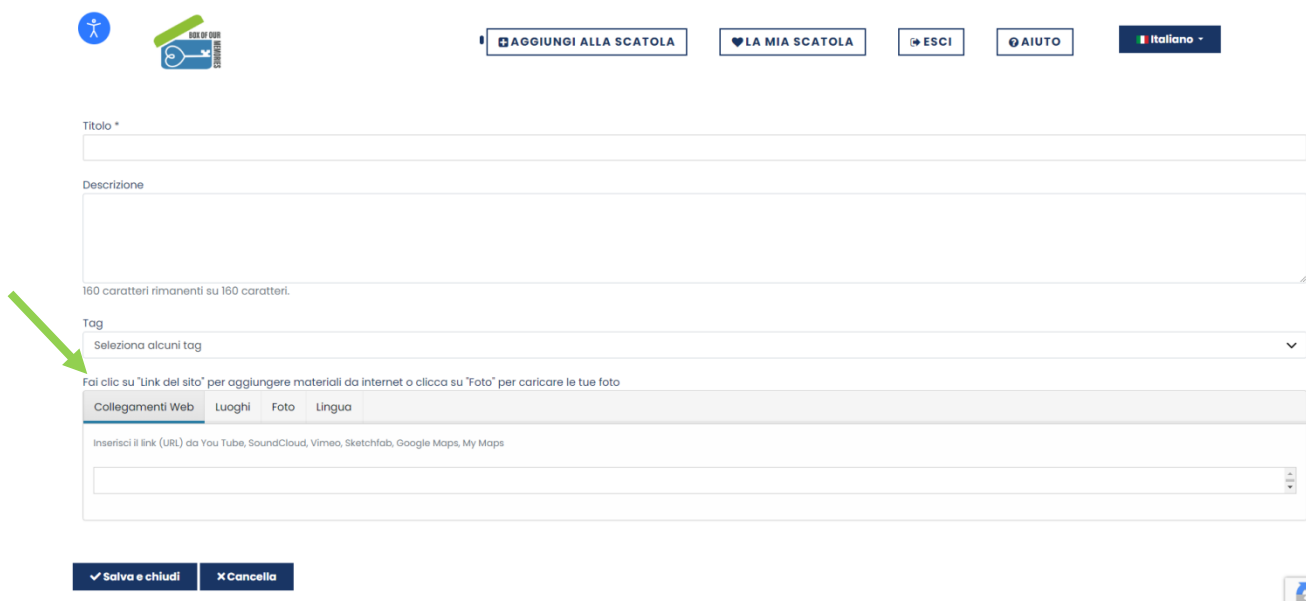 BOX OF OUR
MEMORIES
AGGIUNGI ALLA SCATOLA
LA MIA SCATOLA
ESCI
AIUTO
Italiano
Titolo *
Descrizione
160 caratteri rimanenti su 160 caratteri.
Tag
Seleziona alcuni tag
Fai clic su "Link del sito" per aggiungere materiali da internet o clicca su "Foto" per caricare le tue foto
Collegamenti Web Luoghi Foto Lingua
Inserisci il link (URL) da You Tube, SoundCloud, Vimeo, Sketchfab, Google Maps, My Maps
Salva e chiudi
Cancella